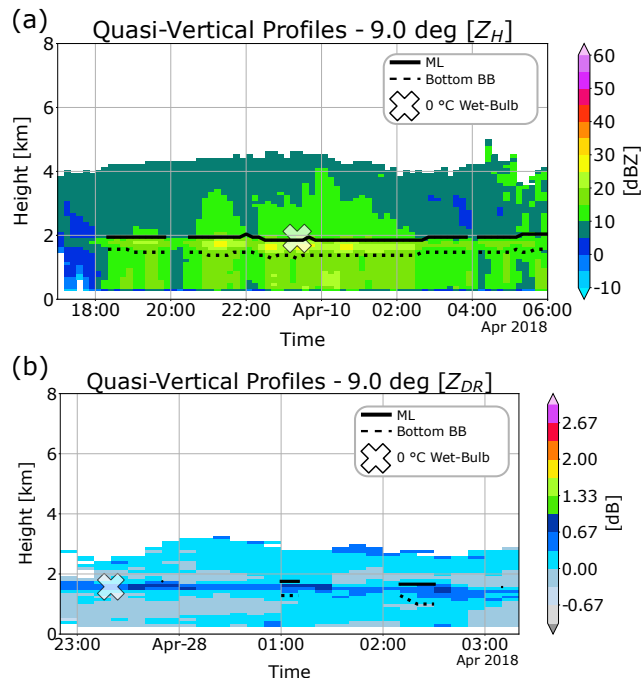 (a)
Quasi-Vertical Profiles - 9.0 deg [Z_H]
8
6
4
2
0
Height [km]
ML
Bottom BB
0 °C Wet-Bulb
18:00 20:00 22:00 Apr-10 02:00 04:00 06:00
Time
Apr 2018
60
50
40
30
20
10
0
-10
[dBZ]
(b)
Quasi-Vertical Profiles - 9.0 deg [Z_DR]
8
6
4
2
0
Height [km]
ML
Bottom BB
0 °C Wet-Bulb
23:00 Apr-28 01:00 02:00 03:00
Time
Apr 2018
2.67
2.00
1.33
0.67
0.00
-0.67
[dB]